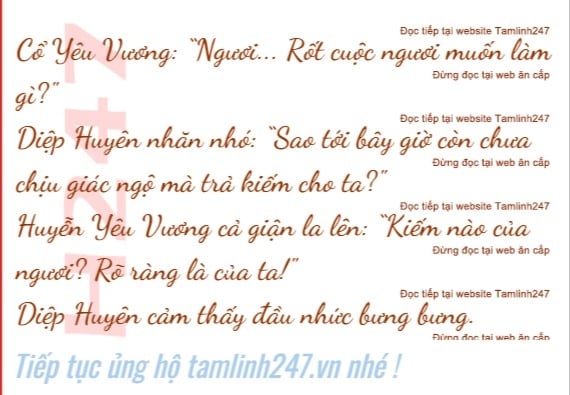 Đọc tiếp tại website Tamlinh247
Cổ Yêu Vương: “Ngươi... Rốt cuộc ngươi muốn làm
Đừng đọc tại web ăn cắp
gì?”
Đọc tiếp tại website Tamlinh247
Diệp Huyên nhăn nhó: “Sao tới bây giờ còn chưa
Đừng đọc tại web ăn cắp
chịu giác ngộ mà trả kiếm cho ta?”
Đọc tiếp tại website Tamlinh247
Huyễn Yêu Vương cả giận la lên: “Kiếm nào của
Đừng đọc tại web ăn cắp
ngươi? Rõ ràng là của ta!”
Đọc tiếp tại website Tamlinh247
Diệp Huyên cảm thấy đầu nhức bưng bưng.
Đừng đọc tại web ăn cắp
Tiếp tục ủng hộ tamlinh247.vn nhé !
H247